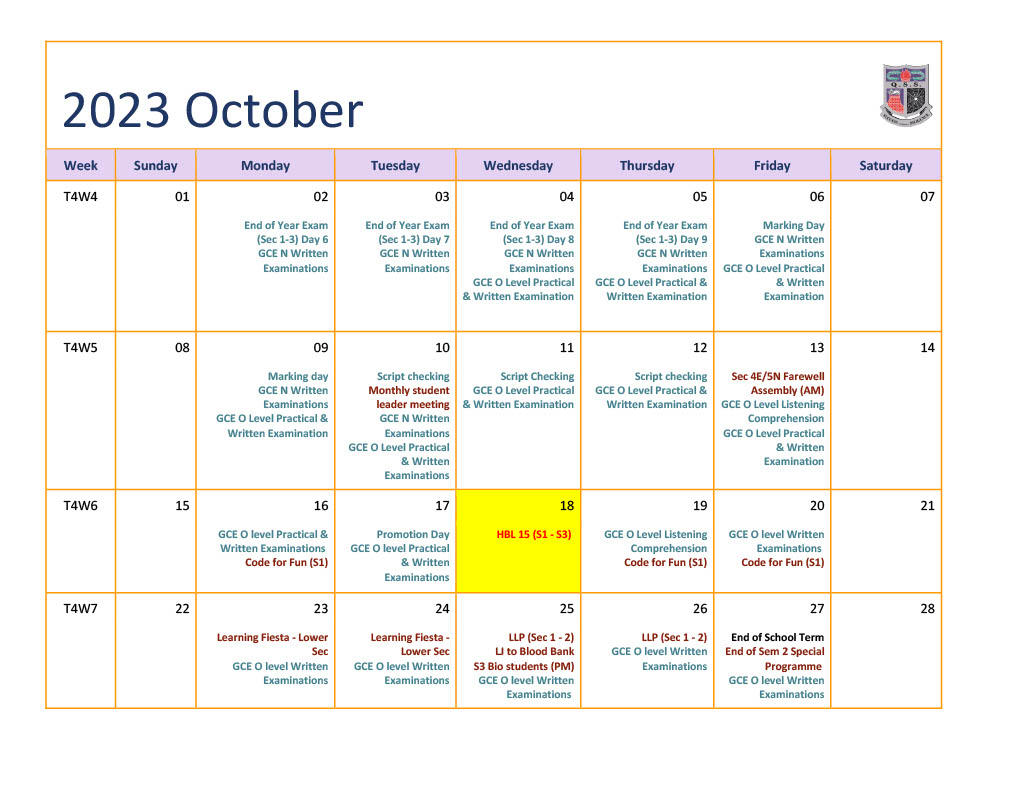 2023 October
Q.S.S.
Week Sunday Monday Tuesday Wednesday Thursday Friday Saturday
T4W4
01
02
End of Year Exam
(Sec 1-3) Day 6
GCE N Written
Examinations
03
End of Year Exam
(Sec 1-3) Day 7
GCE N Written
Examinations
04
End of Year Exam
(Sec 1-3) Day 8
GCE N Written
Examinations
GCE O Level Practical
& Written Examination
05
End of Year Exam
(Sec 1-3) Day 9
GCE N Written
Examinations
GCE O Level Practical &
Written Examination
06
Marking Day
GCE N Written
Examinations
GCE O Level Practical
& Written
Examination
07
T4W5
08
09
Marking day
GCE N Written
Examinations
GCE O Level Practical &
Written Examination
10
Script checking
Monthly student
leader meeting
GCE N Written
Examinations
GCE O Level Practical
& Written
Examinations
11
Script Checking
GCE O Level Practical
& Written Examination
12
Script checking
GCE O Level Practical &
Written Examination
13
Sec 4E/5N Farewell
Assembly (AM)
GCE O Level Listening
Comprehension
GCE O Level Practical
& Written
Examination
14
T4W6
15
16
GCE O level Practical &
Written Examinations
Code for Fun (S1)
17
Promotion Day
GCE O level Practical
& Written
Examinations
18
HBL 15 (S1 - S3)
19
GCE O Level Listening
Comprehension
Code for Fun (S1)
20
GCE O level Written
Examinations
Code for Fun (S1)
21
T4W7
22
23
Learning Fiesta - Lower
Sec
GCE O level Written
Examinations
24
Learning Fiesta -
Lower Sec
GCE O level Written
Examinations
25
LLP (Sec 1 - 2)
LJ to Blood Bank
S3 Bio students (PM)
GCE O level Written
Examinations
26
LLP (Sec 1 - 2)
GCE O level Written
Examinations
27
End of School Term
End of Sem 2 Special
Programme
GCE O level Written
Examinations
28